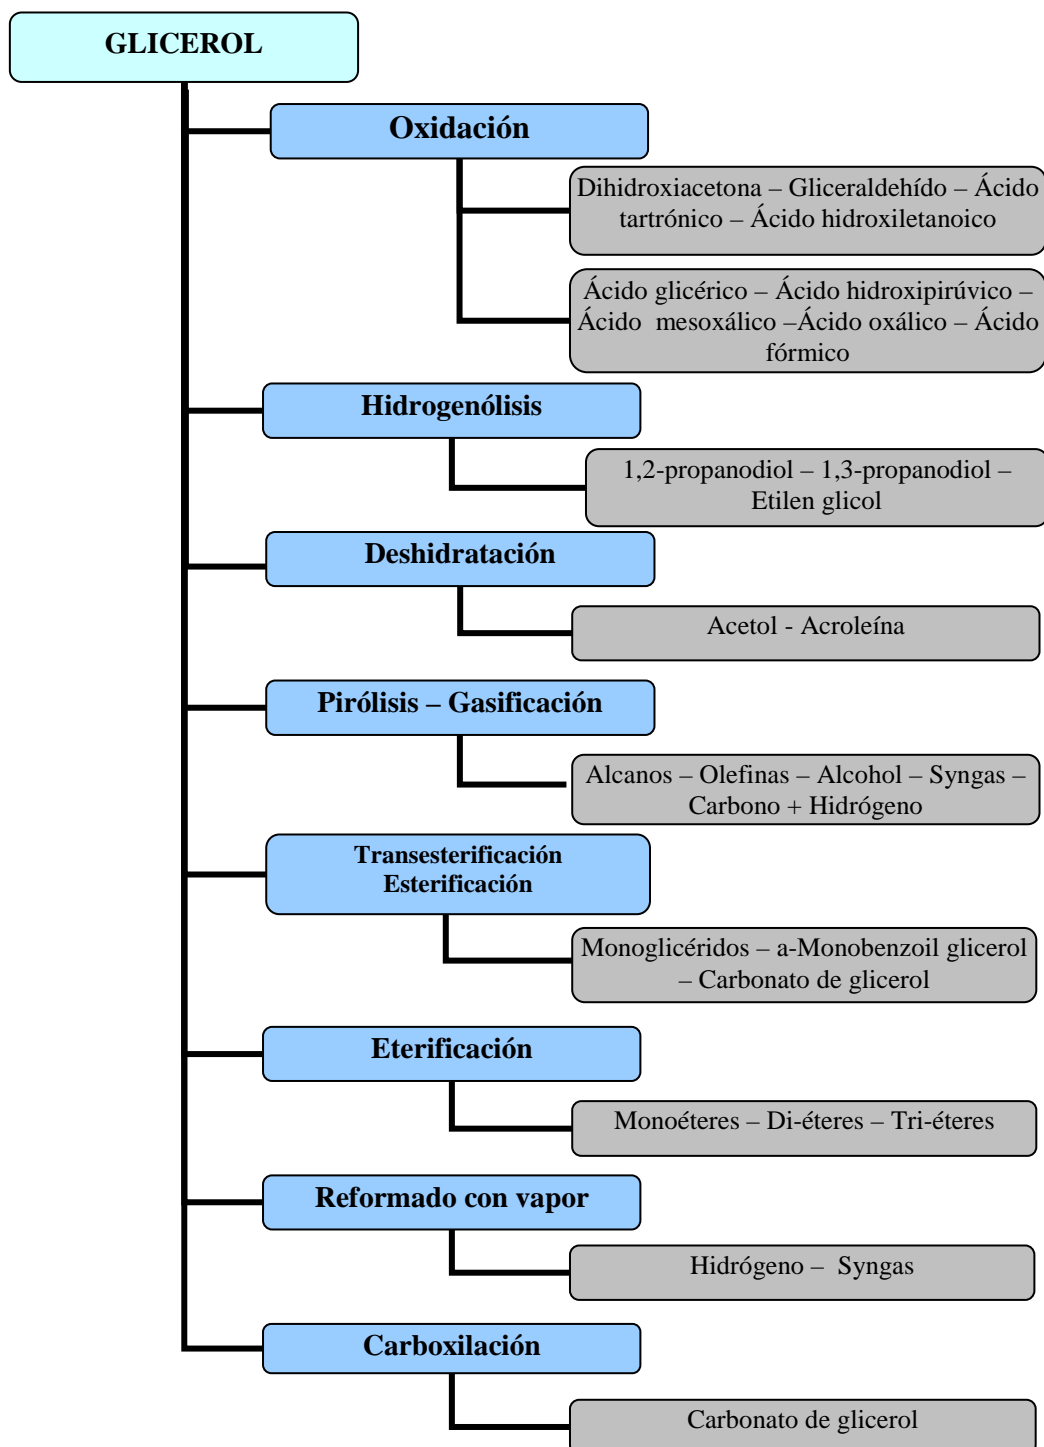 GLICEROL
Oxidación
Dihidroxiacetona – Gliceraldehído – Ácido
tartrónico – Ácido hidroxiletanoico
Ácido glicérico – Ácido hidroxipirúvico –
Ácido  mesoxálico –Ácido oxálico – Ácido
fórmico
Hidrogenólisis
1,2-propanodiol – 1,3-propanodiol –
Etilen glicol
Deshidratación
Acetol - Acroleína
Pirólisis – Gasificación
Alcanos – Olefinas – Alcohol – Syngas –
Carbono + Hidrógeno
Transesterificación
Esterificación
Monoglicéridos – a-Monobenzoil glicerol
– Carbonato de glicerol
Eterificación
Monoéteres – Di-éteres – Tri-éteres
Reformado con vapor
Hidrógeno –  Syngas
Carboxilación
Carbonato de glicerol